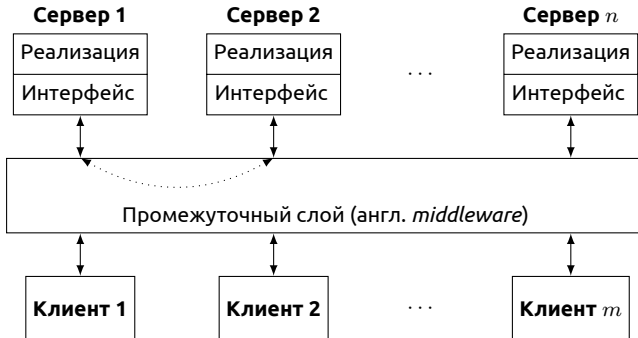 Сервер 1 Сервер 2 Сервер n
Реализация Реализация Реализация
... 
Интерфейс Интерфейс Интерфейс
Промежуточный слой (англ. middleware)
Клиент 1 Клиент 2 ... Клиент m